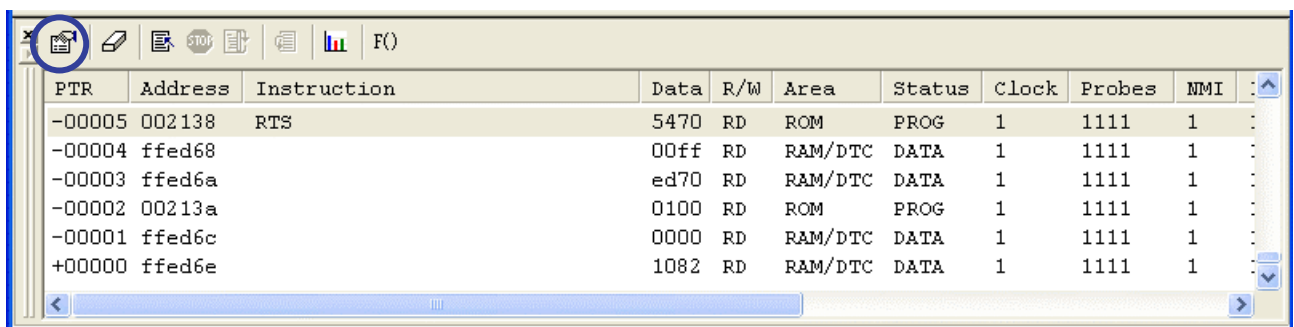 STOP F()
PTR Address Instruction Data R/W Area Status Clock Probes NMI
-00005 002138 RTS 5470 RD ROM PROG 1 1111 1
-00004 ffed68 00ff RD RAM/DTC DATA 1 1111 1
-00003 ffed6a ed70 RD RAM/DTC DATA 1 1111 1
-00002 00213a 0100 RD ROM PROG 1 1111 1
-00001 ffed6c 0000 RD RAM/DTC DATA 1 1111 1
+00000 ffed6e 1082 RD RAM/DTC DATA 1 1111 1